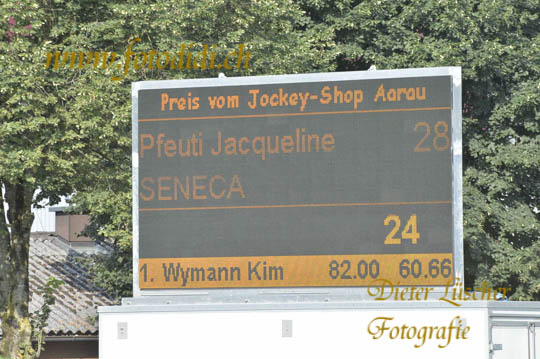 www.fotodidi.ch
Preis vom Jockey-Shop Aarau
Pfeuti Jacqueline 28
SENECA
24
1. Wymann Kim 82.00 60.66
Dieter Lüscher
Fotografie